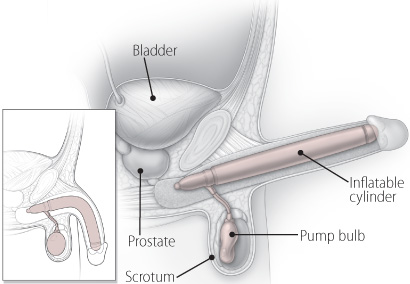 Bladder
Inflatable
cylinder
Prostate
Pump bulb
Scrotum